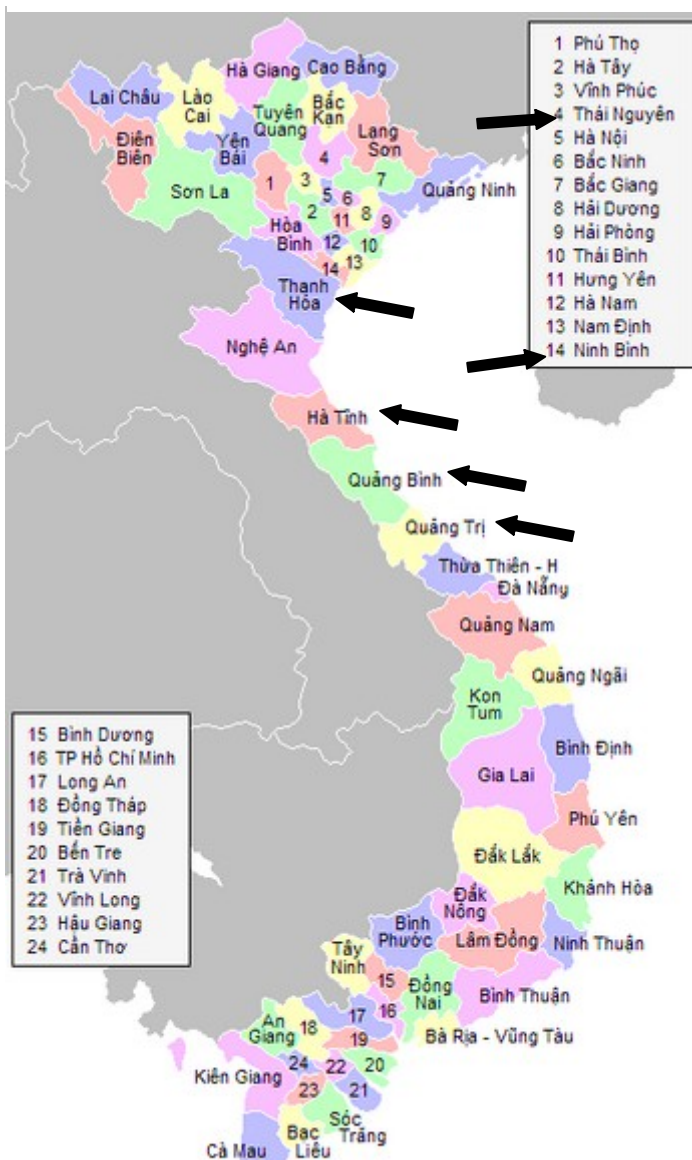 1 Phú Thọ
2 Hà Tây
3 Vĩnh Phúc
4 Thái Nguyên
5 Hà Nội
6 Bắc Ninh
7 Bắc Giang
8 Hải Dương
9 Hải Phòng
10 Thái Bình
11 Hưng Yên
12 Hà Nam
13 Nam Định
14 Ninh Bình
Hà Giang
Cao Bằng
Lai Châu
Lào
Cai
Tuyên
Quang
Bắc
Kạn
Điện
Biên
Yên
Bái
4
Lang
Sơn
Sơn La
1
3
5
6
7
Quảng Ninh
2
11
8
9
Hòa
Bình
12
10
14
13
Thanh
Hóa
Nghệ An
Hà Tĩnh
Quảng Bình
Quảng Trị
Thừa Thiên - H
Đà Nẵng
Quảng Nam
Quảng Ngãi
Kon
Tum
Bình Định
Gia Lai
Phú Yên
Đắk Lắk
Khánh Hòa
Đắk
Nông
Bình
Phước
Lâm Đồng
Ninh Thuận
Tây
Ninh
15
Đồng
Nai
Bình Thuận
16
17
An
Giang
18
19
Bà Rịa - Vũng Tàu
Kiên Giang
24
22
20
23
21
Sóc
Trăng
Bac
Liêu
Cà Mau
15 Bình Dương
16 TP Hồ Chí Minh
17 Long An
18 Đồng Tháp
19 Tiền Giang
20 Bến Tre
21 Trà Vinh
22 Vĩnh Long
23 Hậu Giang
24 Cần Thơ